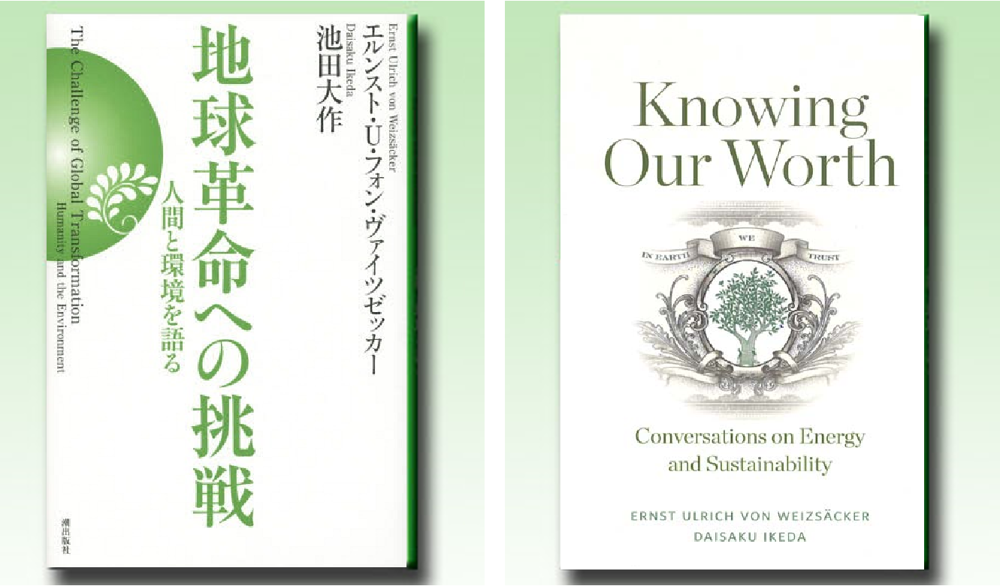 Ernst Ulrich von Weizsäcker
エルンスト・U・フォン・ヴァイツゼッカー
Daisaku Ikeda
池田大作
地球革命への挑戦
人間と環境を語る
The Challenge of Global Transformation
Humanity and the Environment
潮出版社
Knowing
Our Worth
WE
IN EARTH
TRUST
Conversations on Energy
and Sustainability
ERNST ULRICH VON WEIZSÄCKER
DAISAKU IKEDA